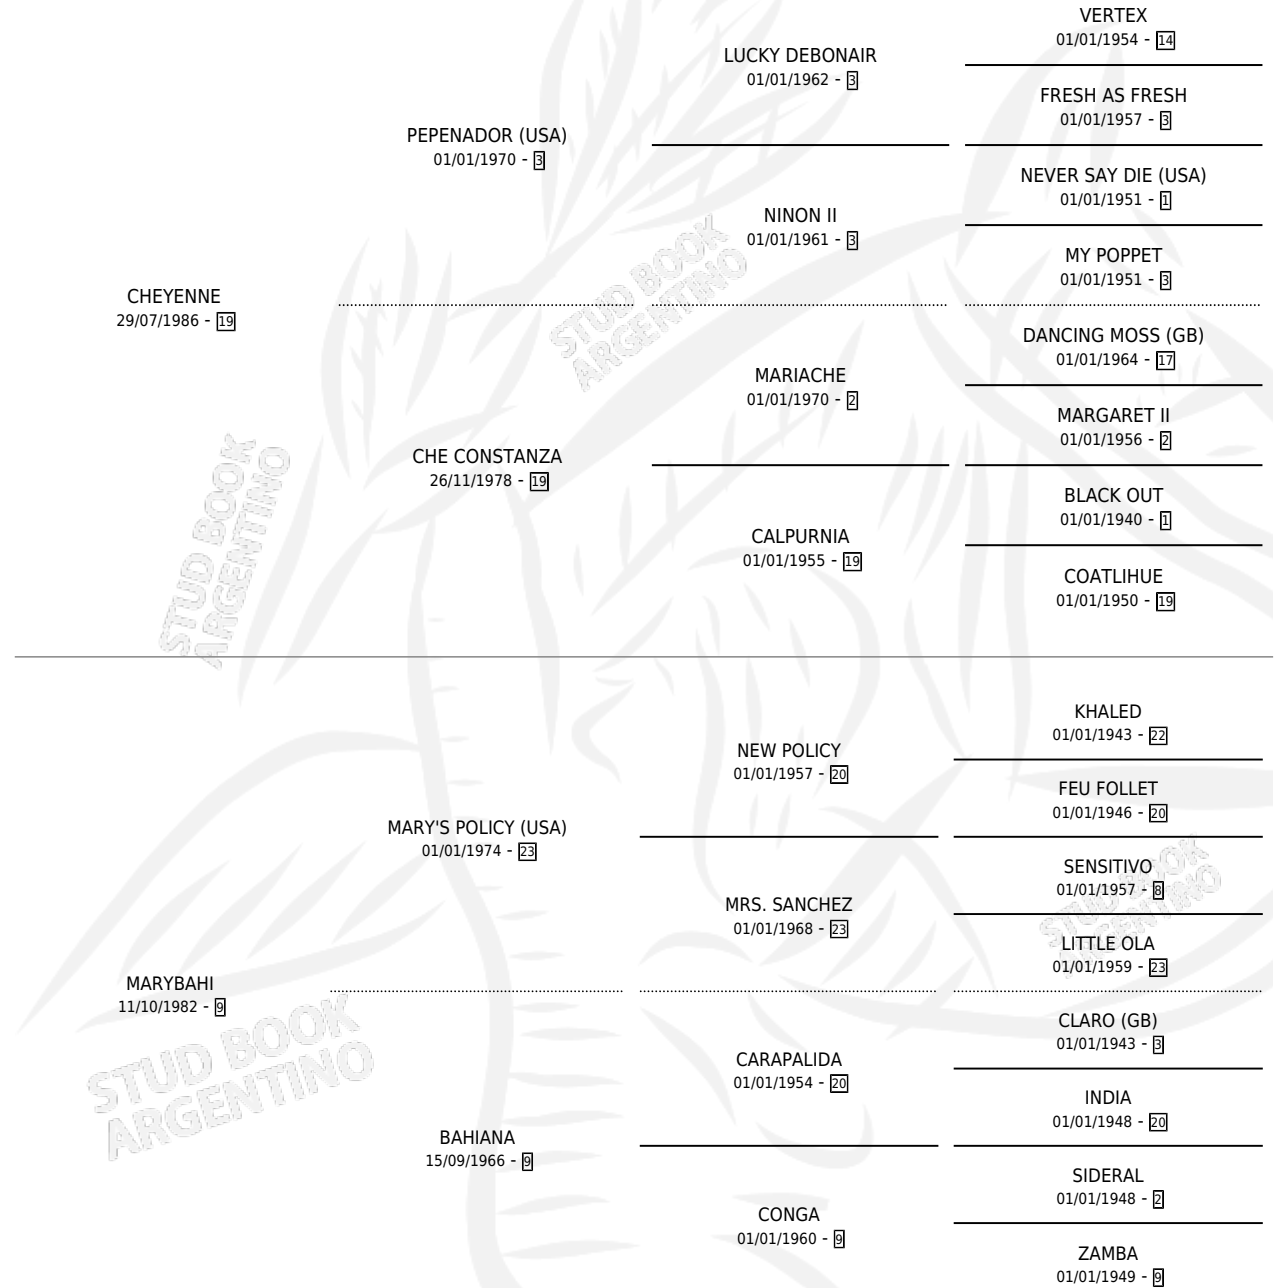 VERTEX
01/01/1954 - 14
LUCKY DEBONAIR
01/01/1962 - 3
FRESH AS FRESH
01/01/1957 - 3
PEPENADOR (USA)
01/01/1970 - 3
NEVER SAY DIE (USA)
01/01/1951 - 1
NINON II
01/01/1961 - 3
MY POPPET
01/01/1951 - 3
CHEYENNE
29/07/1986 - 19
DANCING MOSS (GB)
01/01/1964 - 17
MARIACHE
01/01/1970 - 2
MARGARET II
01/01/1956 - 2
CHE CONSTANZA
26/11/1978 - 19
BLACK OUT
01/01/1940 - 1
CALPURNIA
01/01/1955 - 19
COATLIHUE
01/01/1950 - 19
STUD BOOK
ARGENTINO
STUD BOOK
ARGENTINO
KHALED
01/01/1943 - 22
NEW POLICY
01/01/1957 - 20
FEU FOLLET
01/01/1946 - 20
MARY'S POLICY (USA)
01/01/1974 - 23
SENSITIVO
01/01/1957 - 8
MRS. SANCHEZ
01/01/1968 - 23
LITTLE OLA
01/01/1959 - 23
MARYBAHI
11/10/1982 - 9
CLARO (GB)
01/01/1943 - 3
CARAPALIDA
01/01/1954 - 20
INDIA
01/01/1948 - 20
BAHIANA
15/09/1966 - 9
SIDERAL
01/01/1948 - 2
CONGA
01/01/1960 - 9
ZAMBA
01/01/1949 - 9
STUD BOOK
ARGENTINO
STUD BOOK
ARGENTINO